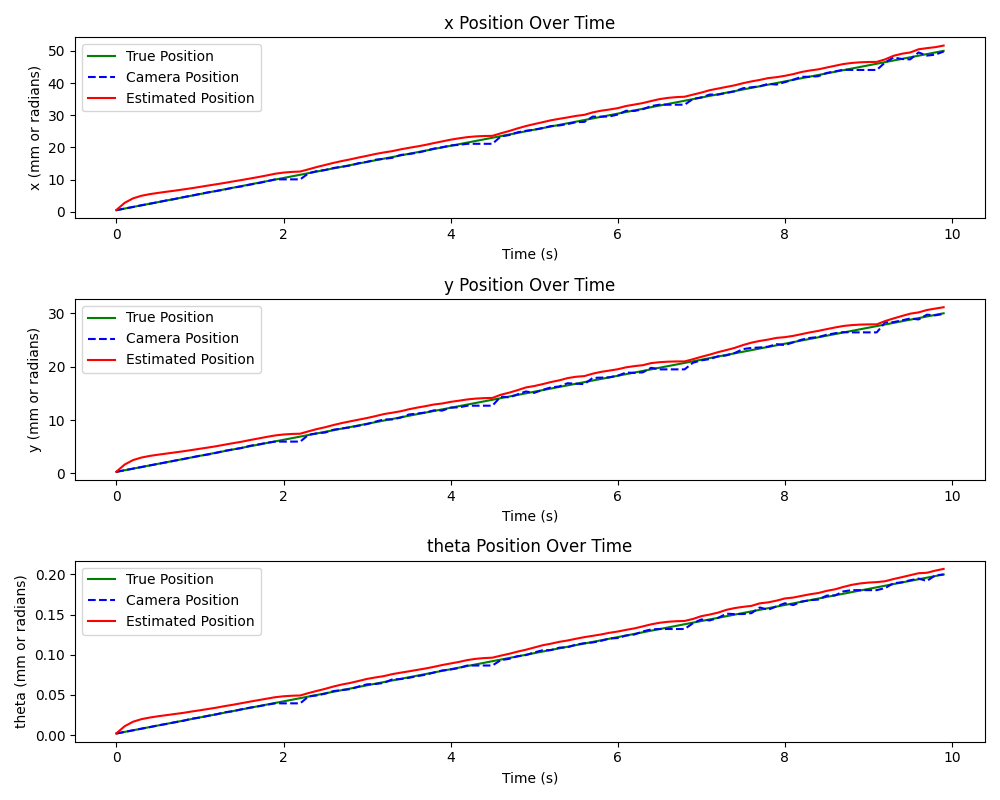 x Position Over Time
True Position
Camera Position
Estimated Position
x (mm or radians)
50
40
30
20
10
0
0 2 4 6 8 10
Time (s)
y Position Over Time
True Position
Camera Position
Estimated Position
y (mm or radians)
30
20
10
0
0 2 4 6 8 10
Time (s)
theta Position Over Time
True Position
Camera Position
Estimated Position
theta (mm or radians)
0.20
0.15
0.10
0.05
0.00
0 2 4 6 8 10
Time (s)